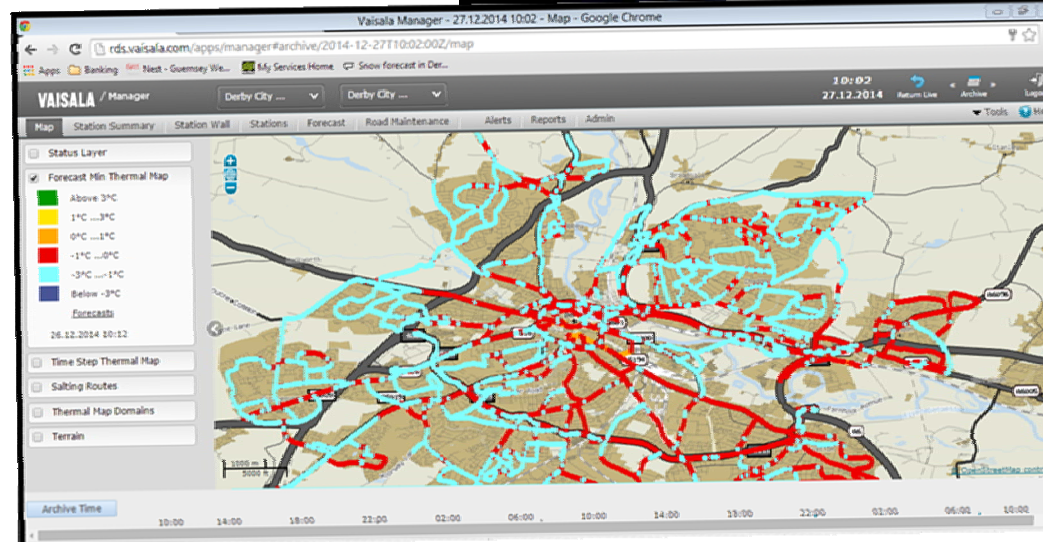 Vaisala Manager - 27.12.2014 10:02 - Map - Google Chrome
rds.vaisala.com/apps/manager#archive/2014-12-27T10:02:00Z/map
Apps Banking Nest - Guernsey We... My Services Home Snow forecast in Der...
VAISALA / Manager Derby City ... Derby City ... 10:02
27.12.2014 Return Live Archive
Map Station Summary Station Wall Stations Forecast Road Maintenance Alerts Reports Admin Tools
Status Layer
Forecast Min Thermal Map
Above 3°C
1°C ...3°C
0°C ...1°C
-1°C ...0°C
-3°C ...-1°C
Below -3°C
Forecasts
26.12.2014 10:12
Time Step Thermal Map
Salting Routes
Thermal Map Domains
Terrain
1000 m
5000 ft
Archive Time
10:00 14:00 18:00 22:00 02:00 06:00 10:00 14:00 18:00 22:00 02:00 06:00 10:00